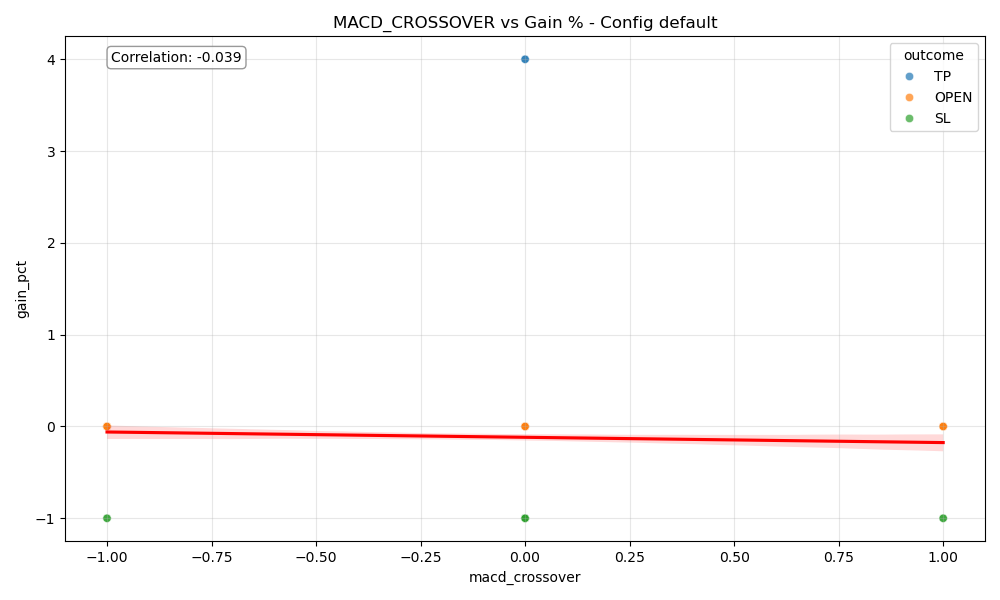 MACD_CROSSOVER vs Gain % - Config default
Correlation: -0.039
outcome
TP
OPEN
SL
gain_pct
4
3
2
1
0
−1
−1.00
−0.75
−0.50
−0.25
0.00
0.25
0.50
0.75
1.00
macd_crossover